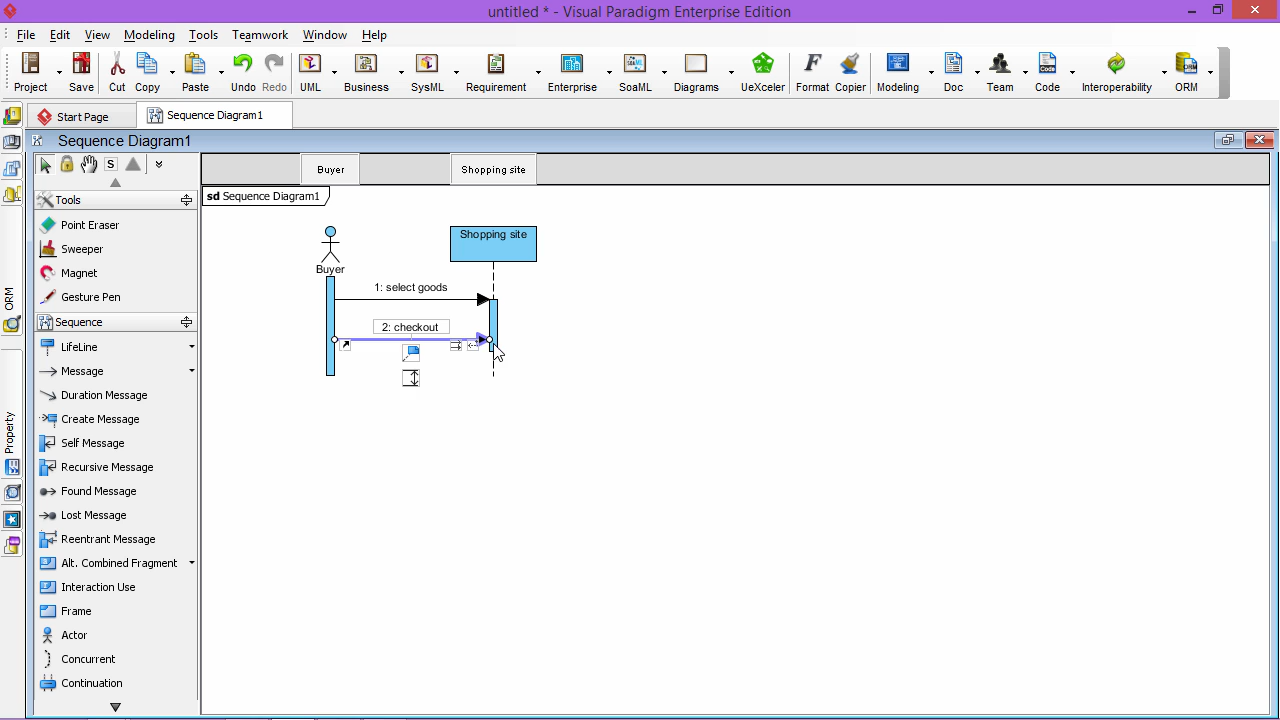 untitled * - Visual Paradigm Enterprise Edition
File Edit View Modeling Tools Teamwork Window Help
Project Save Cut Copy Paste Undo Redo UML Business SysML Requirement Enterprise SoaML Diagrams UeXceler Format Copier Modeling Doc Team Code Interoperability ORM
Start Page Sequence Diagram1
Sequence Diagram1
S
Buyer Shopping site
sd Sequence Diagram1
Tools
Point Eraser
Sweeper
Magnet
Gesture Pen
Sequence
LifeLine
Message
Duration Message
Create Message
Self Message
Recursive Message
Found Message
Lost Message
Reentrant Message
Alt. Combined Fragment
Interaction Use
Frame
Actor
Concurrent
Continuation
ORM
Property
Shopping site
Buyer
1: select goods
2: checkout